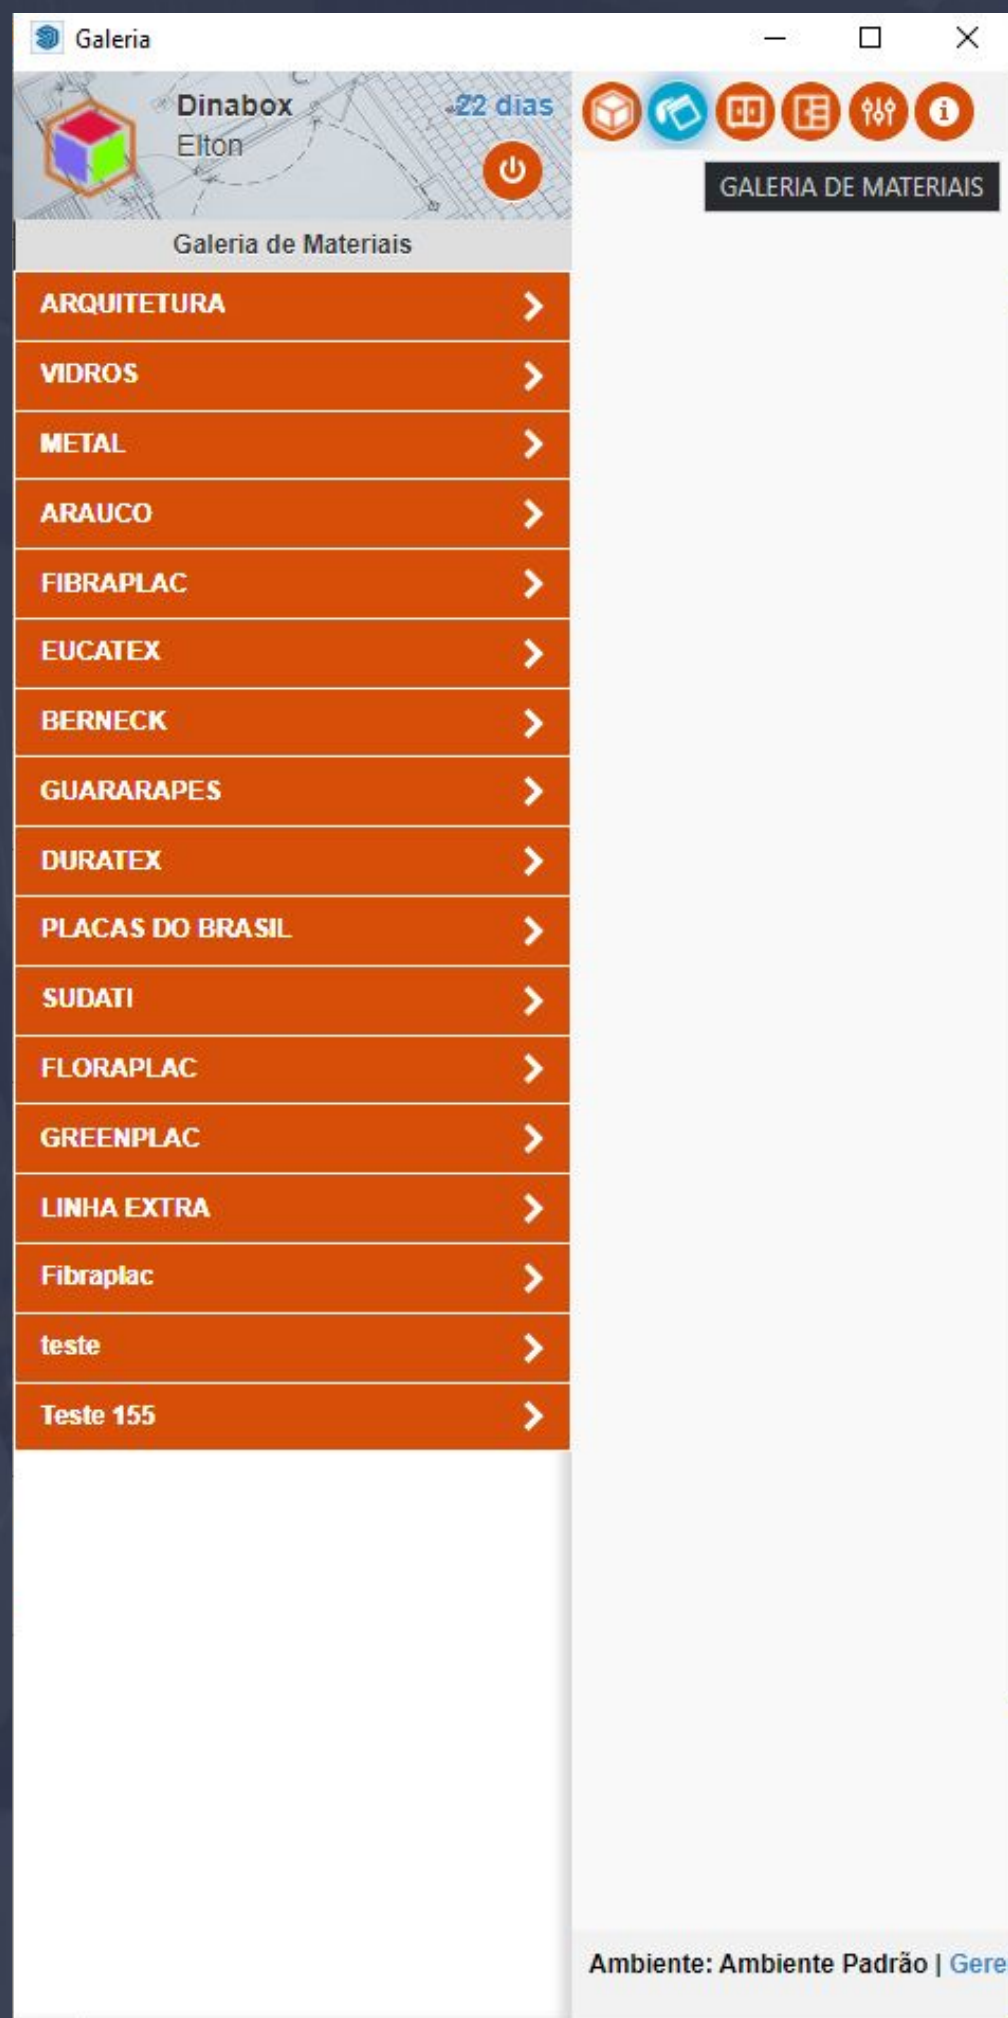 Galeria
Dinabox
22 dias
Elton
GALERIA DE MATERIAIS
Galeria de Materiais
ARQUITETURA
VIDROS
METAL
ARAUCO
FIBRAPLAC
EUCATEX
BERNECK
GUARARAPES
DURATEX
PLACAS DO BRASIL
SUDATI
FLORAPLAC
GREENPLAC
LINHA EXTRA
Fibraplac
teste
Teste 155
Ambiente: Ambiente Padrão | Gere